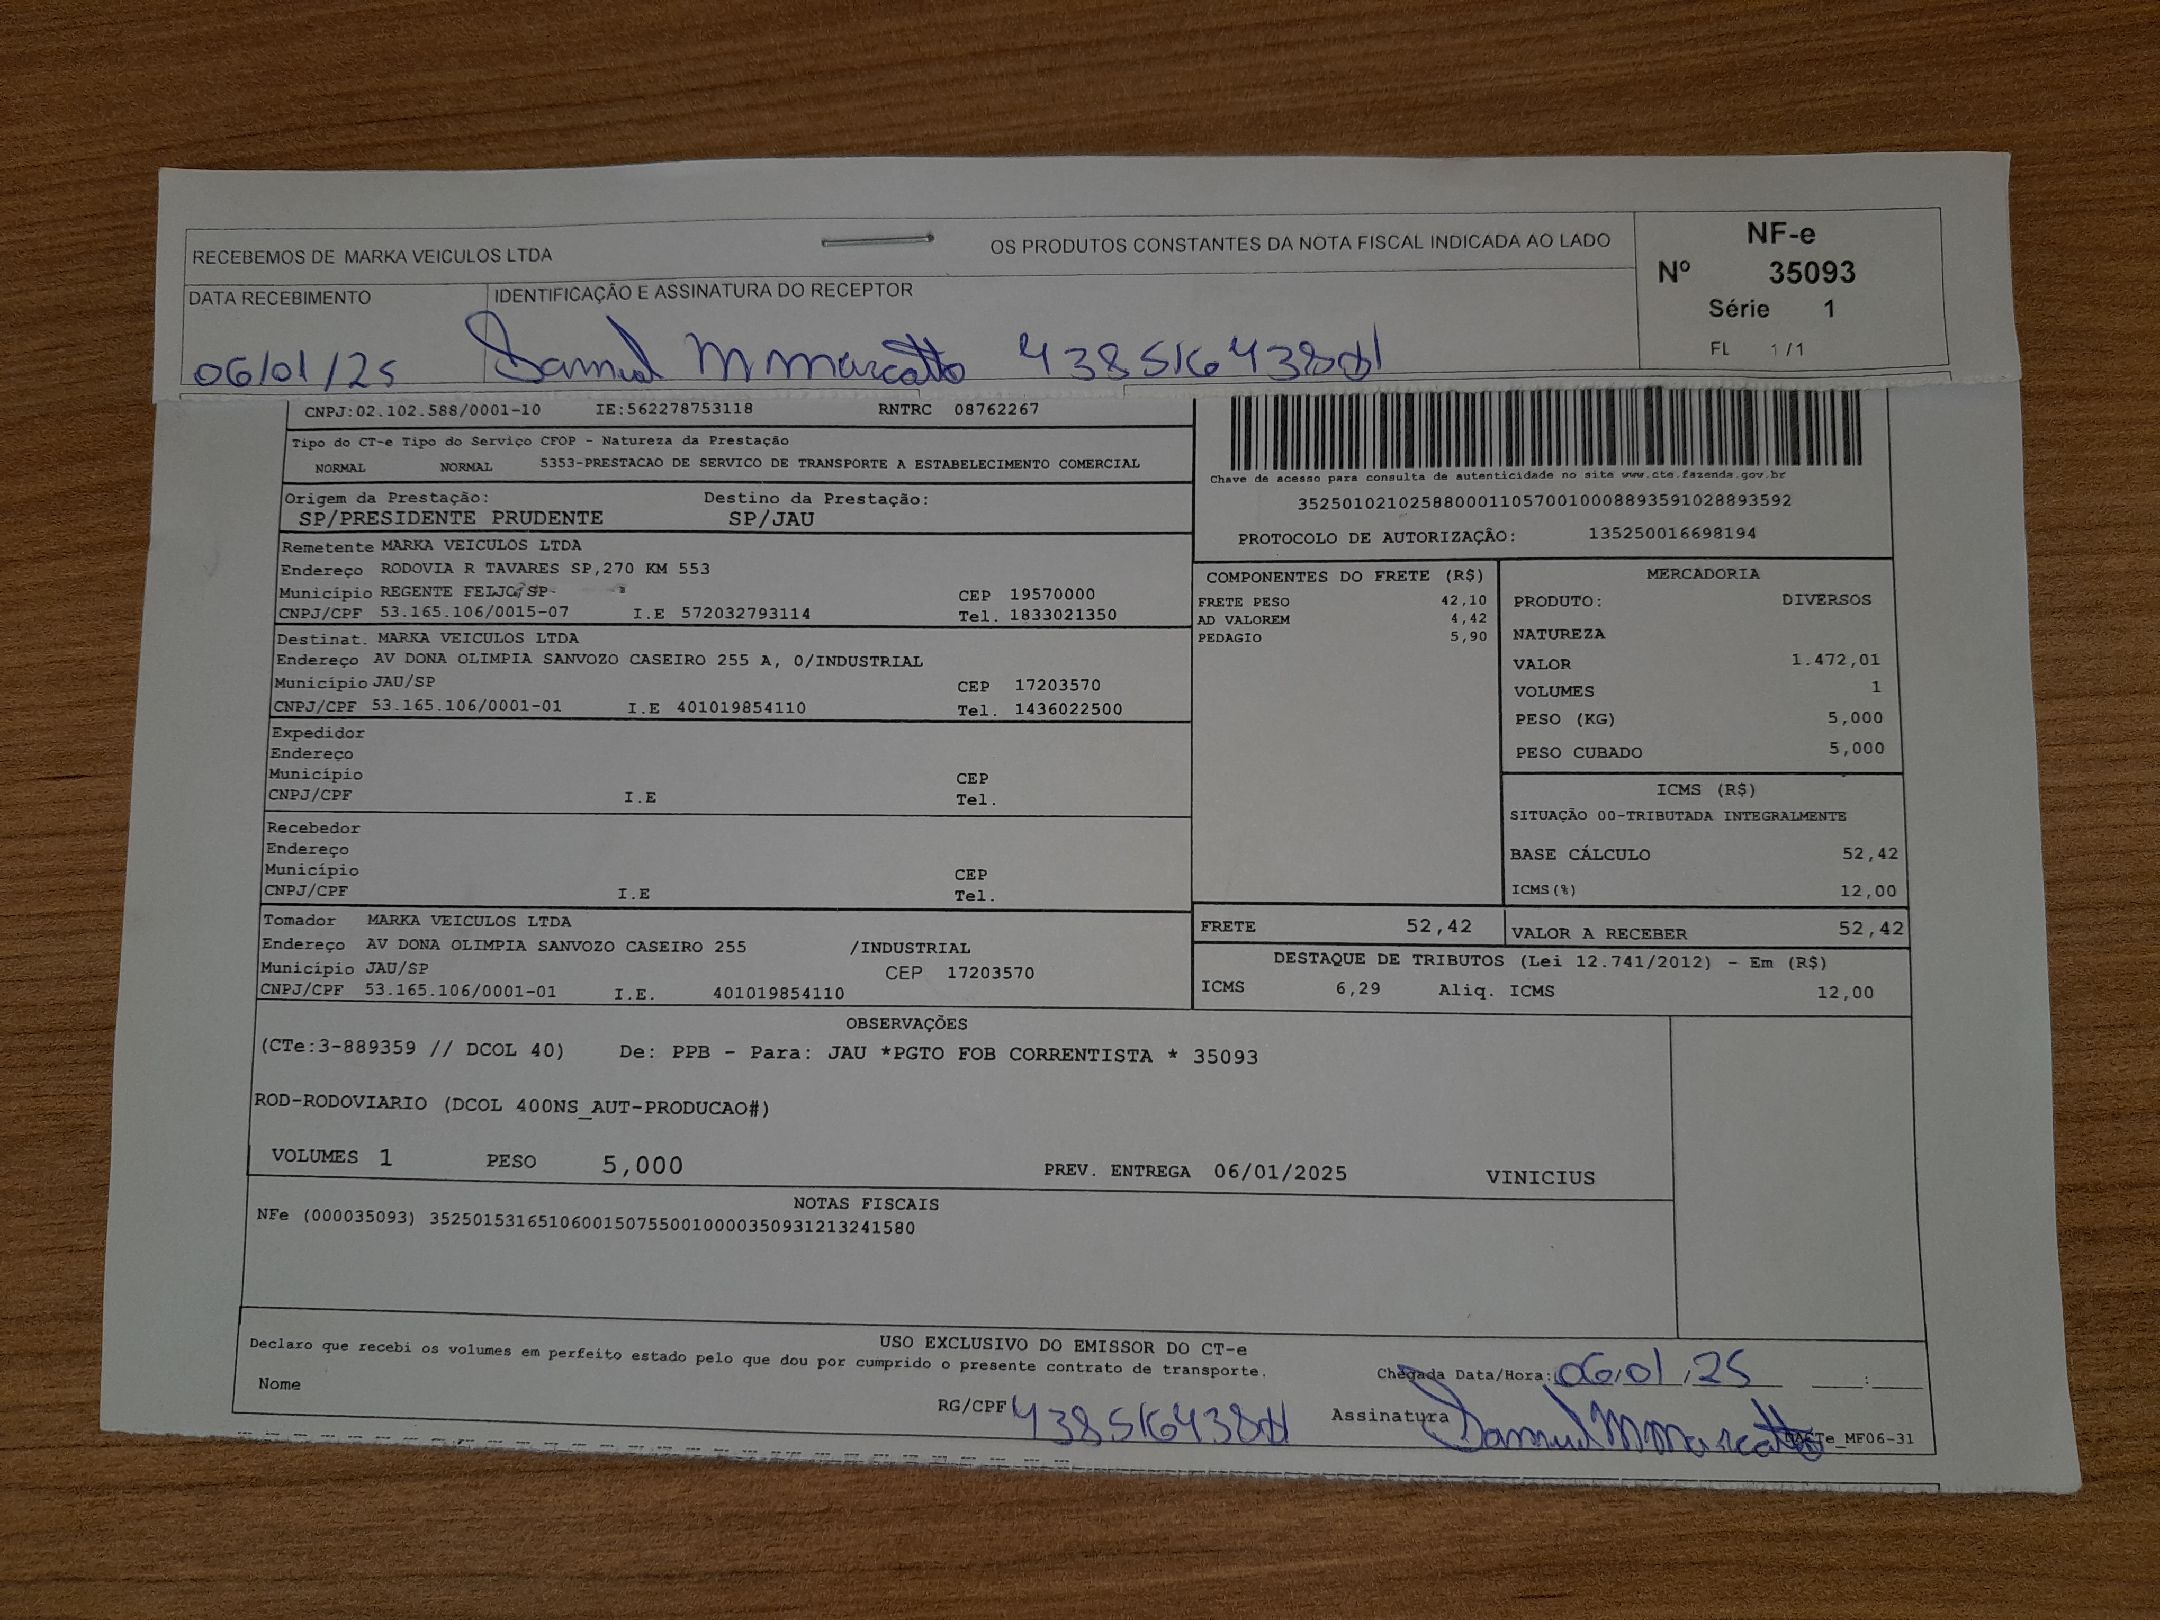 RECEBEMOS DE MARKA VEICULOS LTDA OS PRODUTOS CONSTANTES DA NOTA FISCAL INDICADA AO LADO
NF-e
Nº 35093
Série 1
FL 1 / 1
DATA RECEBIMENTO IDENTIFICAÇÃO E ASSINATURA DO RECEPTOR
06/01/25 Samuel M Marcatto
CNPJ:02.102.588/0001-10 IE:562278753118 RNTRC 08762267
Tipo do CT-e Tipo do Serviço CFOP - Natureza da Prestação
NORMAL NORMAL 5353-PRESTACAO DE SERVICO DE TRANSPORTE A ESTABELECIMENTO COMERCIAL
Origem da Prestação: Destino da Prestação:
SP/PRESIDENTE PRUDENTE SP/JAU
Chave de acesso para consulta de autenticidade no site www.cte.fazenda.gov.br
35250102102588000110570010008893591028893592
PROTOCOLO DE AUTORIZAÇÃO: 135250016698194
Remetente MARKA VEICULOS LTDA
Endereço RODOVIA R TAVARES SP,270 KM 553
Município REGENTE FEIJO/SP CEP 19570000
CNPJ/CPF 53.165.106/0015-07 I.E 572032793114 Tel. 1833021350
Destinat. MARKA VEICULOS LTDA
Endereço AV DONA OLIMPIA SANVOZO CASEIRO 255 A, 0/INDUSTRIAL
Município JAU/SP CEP 17203570
CNPJ/CPF 53.165.106/0001-01 I.E 401019854110 Tel. 1436022500
Expedidor
Endereço
Município CEP
CNPJ/CPF I.E Tel.
Recebedor
Endereço
Município CEP
CNPJ/CPF I.E Tel.
Tomador MARKA VEICULOS LTDA
Endereço AV DONA OLIMPIA SANVOZO CASEIRO 255 /INDUSTRIAL
Município JAU/SP CEP 17203570
CNPJ/CPF 53.165.106/0001-01 I.E. 401019854110
COMPONENTES DO FRETE (R$)
FRETE PESO 42,10
AD VALOREM 4,42
PEDAGIO 5,90
MERCADORIA
PRODUTO: DIVERSOS
NATUREZA
VALOR 1.472,01
VOLUMES 1
PESO (KG) 5,000
PESO CUBADO 5,000
ICMS (R$)
SITUAÇÃO 00-TRIBUTADA INTEGRALMENTE
BASE CÁLCULO 52,42
ICMS(%) 12,00
FRETE 52,42 VALOR A RECEBER 52,42
DESTAQUE DE TRIBUTOS (Lei 12.741/2012) - Em (R$)
ICMS 6,29 Aliq. ICMS 12,00
OBSERVAÇÕES
(CTe:3-889359 // DCOL 40) De: PPB - Para: JAU *PGTO FOB CORRENTISTA * 35093
ROD-RODOVIARIO (DCOL 400NS_AUT-PRODUCAO#)
VOLUMES 1 PESO 5,000 PREV. ENTREGA 06/01/2025 VINICIUS
NOTAS FISCAIS
NFe (000035093) 35250153165106001507550010000350931213241580
USO EXCLUSIVO DO EMISSOR DO CT-e
Declaro que recebi os volumes em perfeito estado pelo que dou por cumprido o presente contrato de transporte.
Chegada Data/Hora: 06/01/25 __:__
Nome
RG/CPF Assinatura Samuel M Marcatto
DACTe_MF06-31